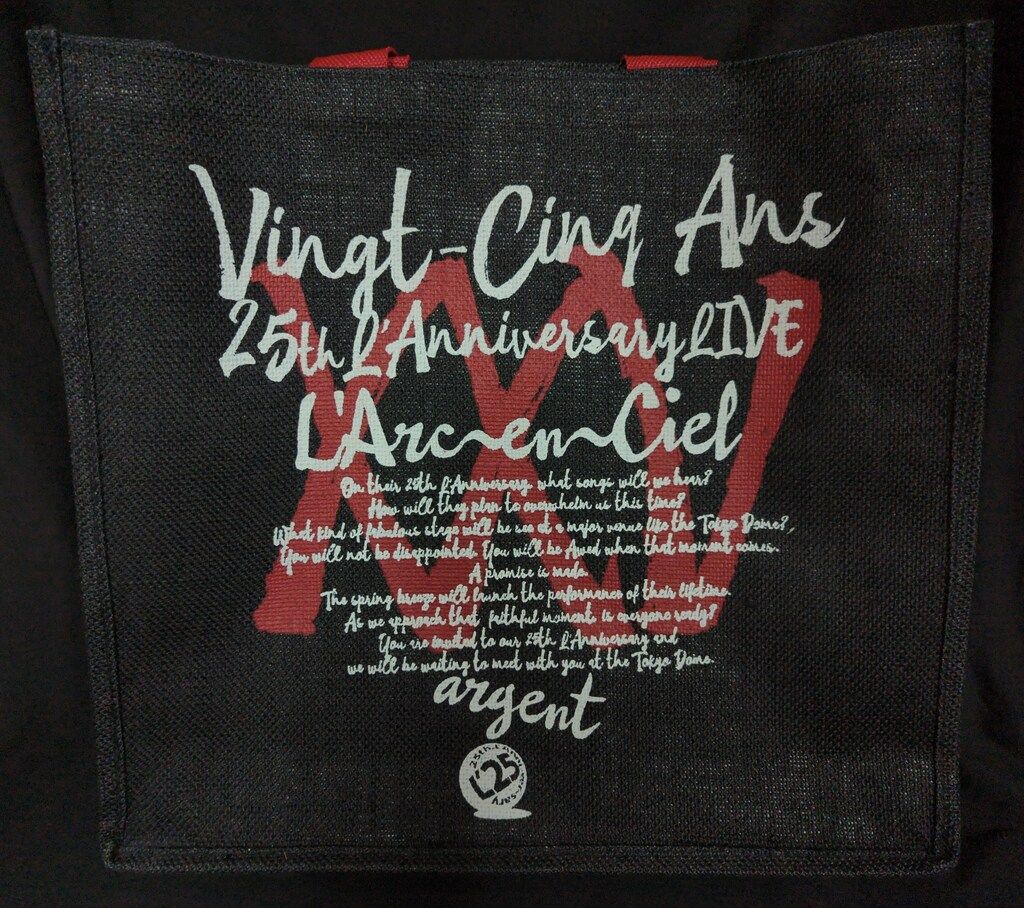 Vingt-Cinq Ans
25th L'Anniversary LIVE
L'Arc~en~Ciel
On their 25th L'Anniversary what songs will we hear?
How will they plan to overwhelm us this time?
What kind of fabulous stage will be see at a major venue like the Tokyo Dome?
You will not be disappointed. You will be Awed when that moment comes.
A promise is made.
The spring breeze will launch the performance of their lifetime.
As we approach that faithful moments is everyone ready?
You are invited to our 25th L'Anniversary and
we will be waiting to meet with you at the Tokyo Dome.
argent
25th L'Anniversary
L'25
XXV